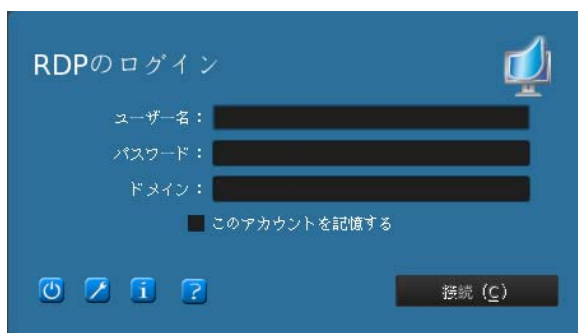 RDPのログイン
ユーザー名：
パスワード：
ドメイン：
このアカウントを記憶する
接続 (C)